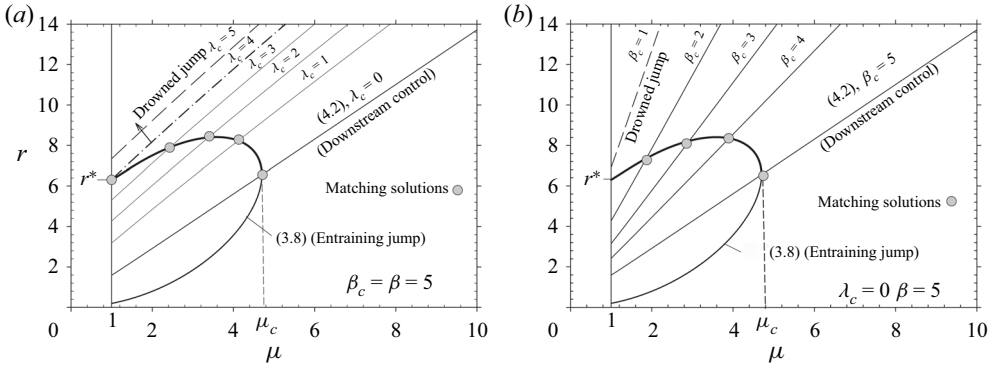 (a)
14
12
10
8
6
4
2
0
r
r*
Drowned jump
λc = 5
λc = 4
λc = 3
λc = 2
λc = 1
(4.2), λc = 0
(Downstream control)
Matching solutions
(3.8) (Entraining jump)
βc = β = 5
1
2
4
μc
6
8
10
μ
(b)
14
12
10
8
6
4
2
0
r
r*
βc = 1
Drowned jump
βc = 2
βc = 3
βc = 4
(4.2), βc = 5
(Downstream control)
Matching solutions
(3.8) (Entraining jump)
λc = 0 β = 5
1
2
4
μc
6
8
10
μ